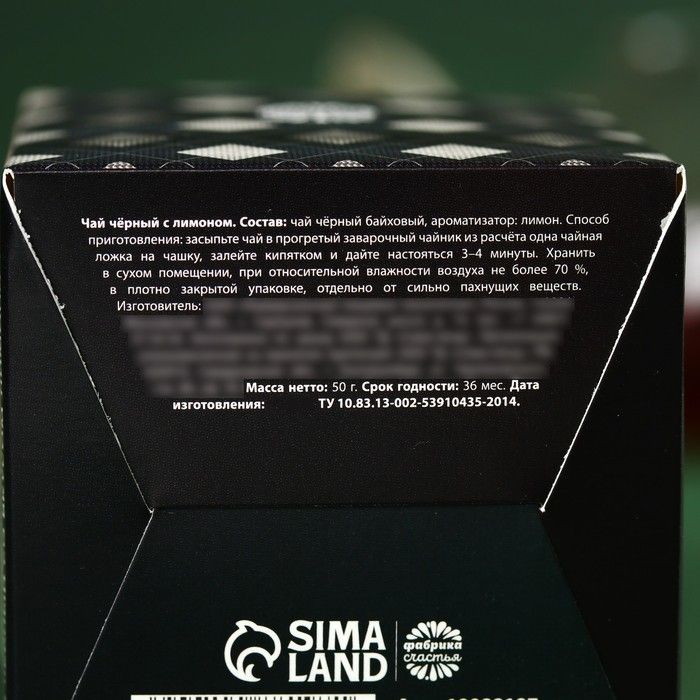 Чай чёрный с лимоном. Состав: чай чёрный байховый, ароматизатор: лимон. Способ
приготовления: засыпьте чай в прогретый заварочный чайник из расчёта одна чайная
ложка на чашку, залейте кипятком и дайте настояться 3–4 минуты. Хранить
в сухом помещении, при относительной влажности воздуха не более 70 %,
в плотно закрытой упаковке, отдельно от сильно пахнущих веществ.
Изготовитель:
Масса нетто: 50 г. Срок годности: 36 мес. Дата
изготовления: ТУ 10.83.13-002-53910435-2014.
SIMA
LAND
фабрика
счастья